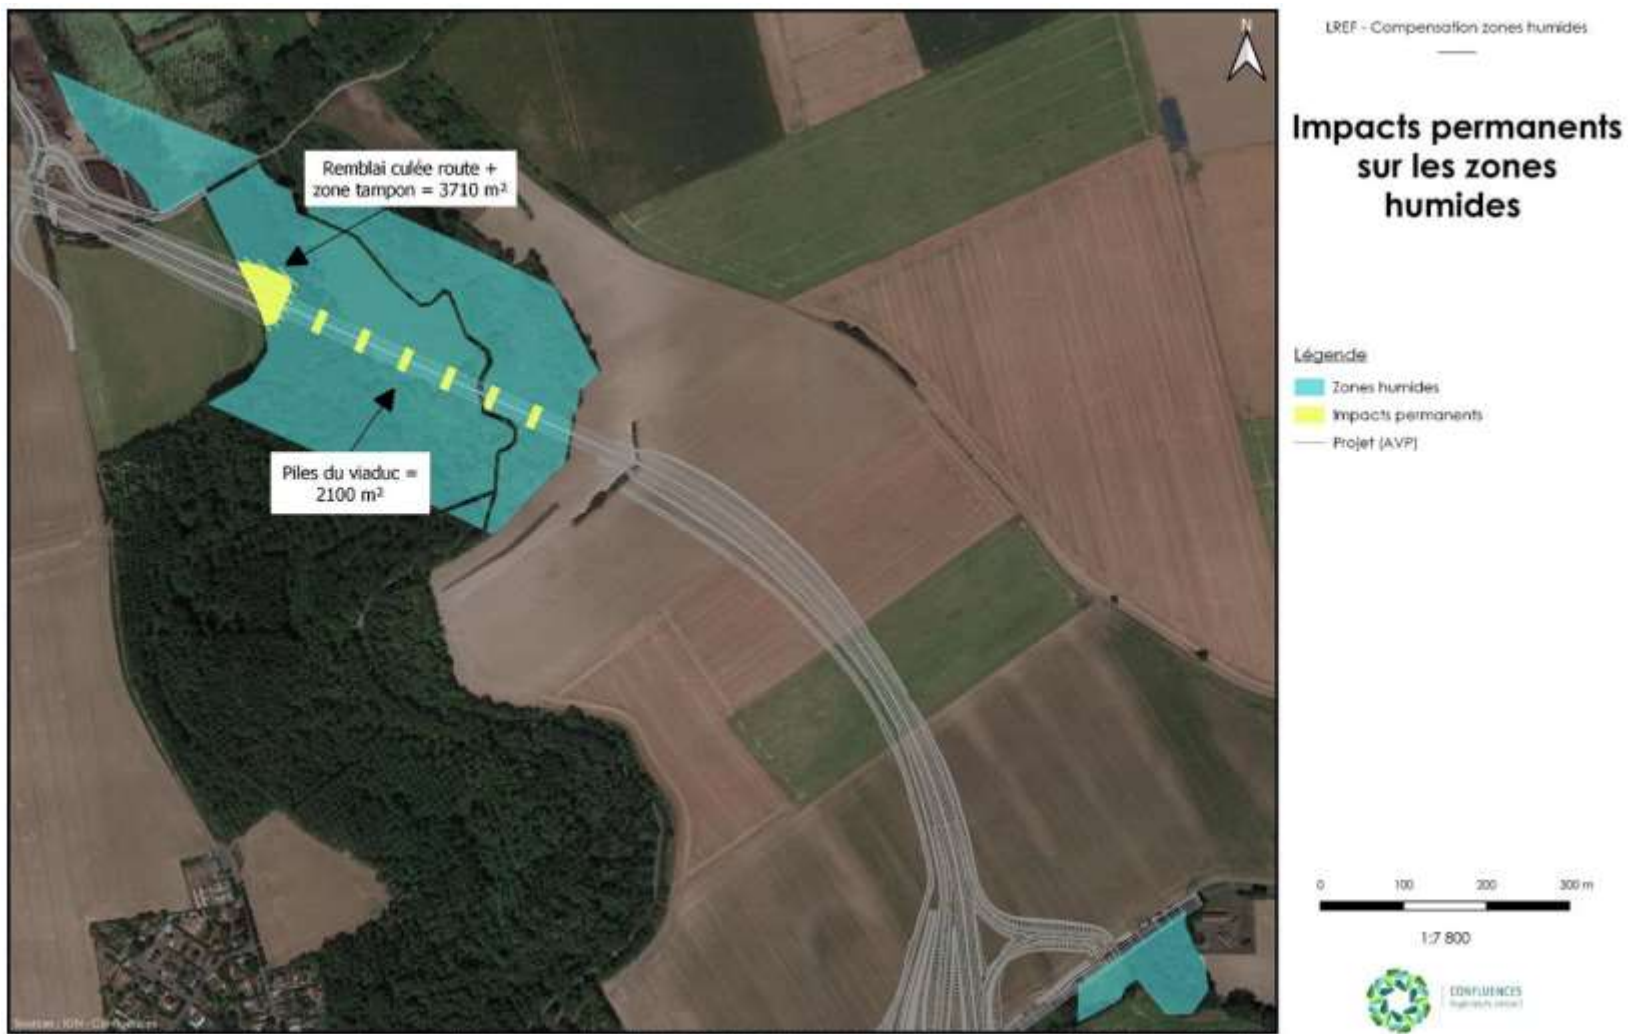 LREF - Compensation zones humides
Impacts permanents
sur les zones
humides
N
Remblai culée route +
zone tampon = 3710 m²
Piles du viaduc =
2100 m²
Légende
Zones humides
Impacts permanents
Projet (AVP)
0 100 200 300 m
1:7 800
CONFLUENCES